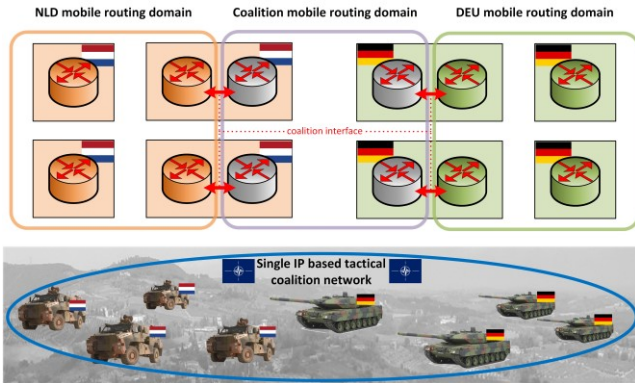 NLD mobile routing domain
Coalition mobile routing domain
DEU mobile routing domain
coalition interface
Single IP based tactical
coalition network